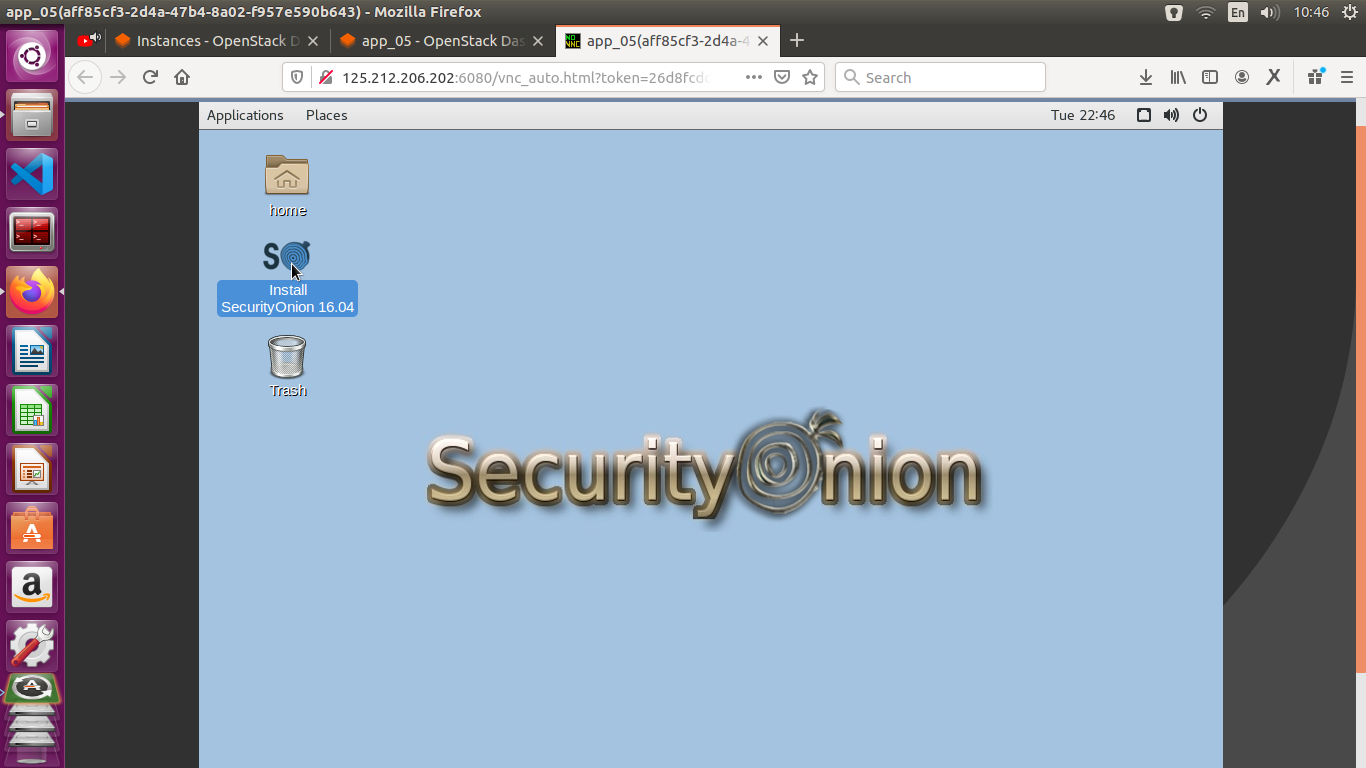 app_05(aff85cf3-2d4a-47b4-8a02-f957e590b643) - Mozilla Firefox
En
10:46
Instances - OpenStack D
app_05 - OpenStack Das
app_05(aff85cf3-2d4a-4
125.212.206.202:6080/vnc_auto.html?token=26d8fcd
Search
Applications Places
Tue 22:46
home
S
Install
SecurityOnion 16.04
Trash
SecurityOnion